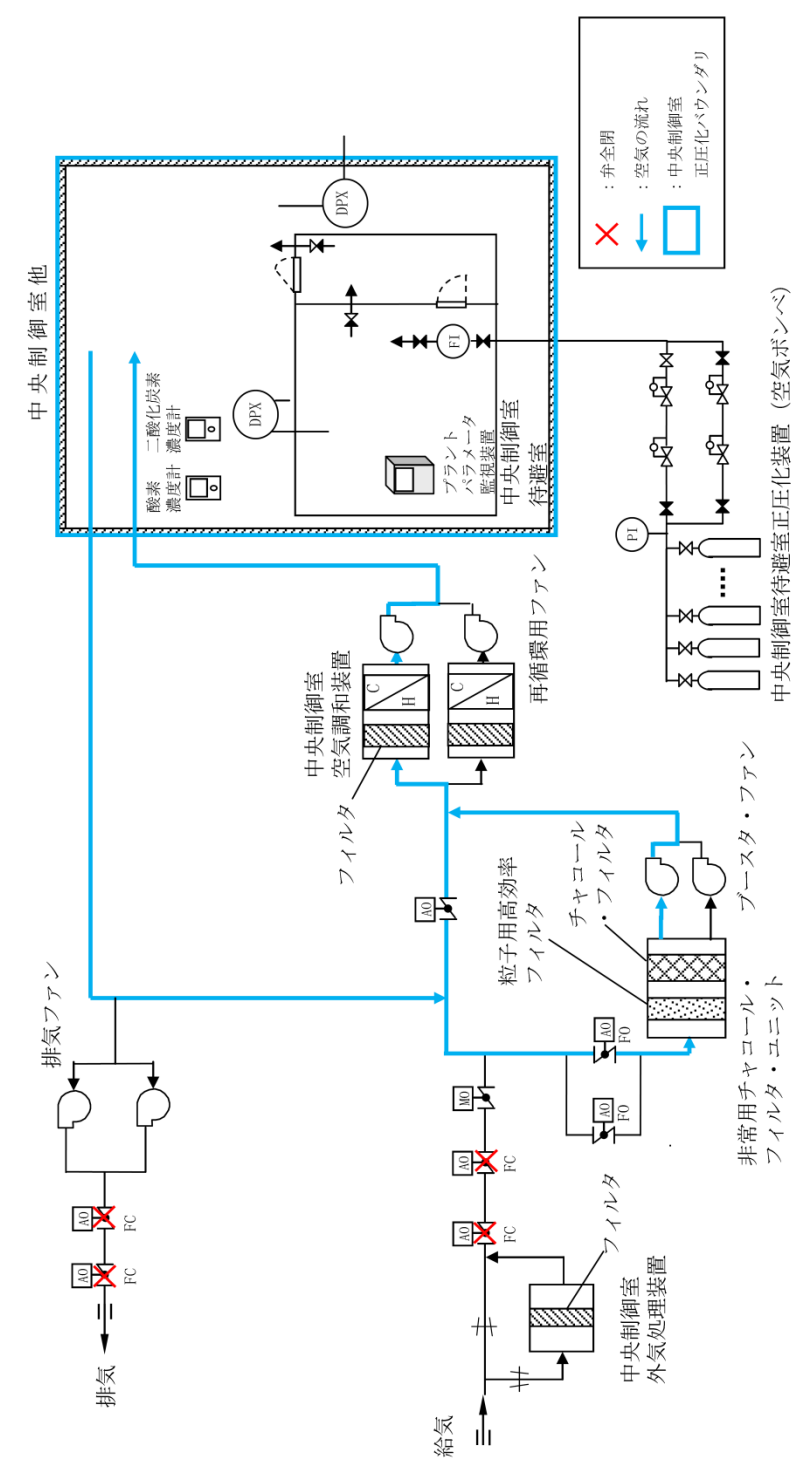 中央制御室他
酸素
濃度計
二酸化炭素
濃度計
DPX
DPX
プラント
パラメータ
監視装置
中央制御室
待避室
FI
PI
中央制御室待避室正圧化装置（空気ボンベ）
：弁全閉
：空気の流れ
：中央制御室
正圧化バウンダリ
中央制御室
空気調和装置
フィルタ
C
H
C
H
再循環用ファン
AO
排気ファン
AO
FC
AO
FC
排気
給気
AO
FC
AO
FC
MO
フィルタ
中央制御室
外気処理装置
AO
FO
AO
FO
粒子用高効率
フィルタ
チャコール
・フィルタ
ブースタ・ファン
非常用チャコール・
フィルタ・ユニット